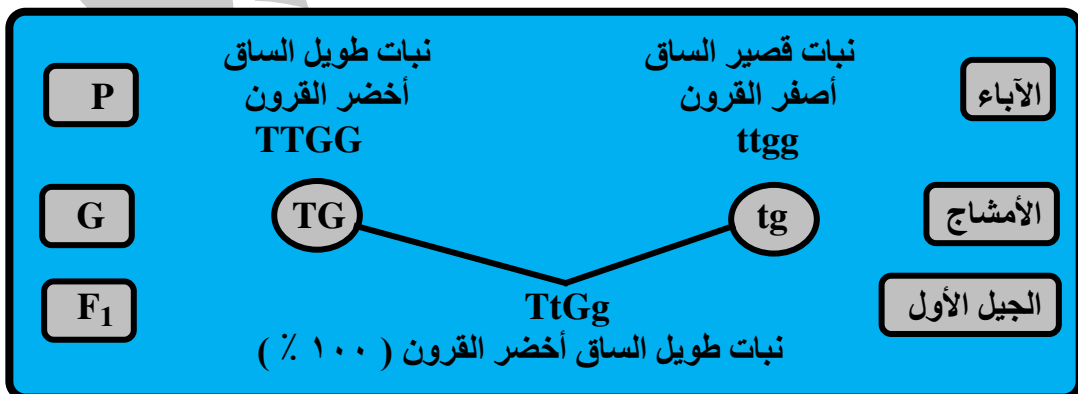 الآباء
نبات قصير الساق
أصفر القرون
ttgg
نبات طويل الساق
أخضر القرون
TTGG
P
الأمشاج
tg
TG
G
الجيل الأول
TtGg
نبات طويل الساق أخضر القرون ( ١٠٠ ٪ )
F₁